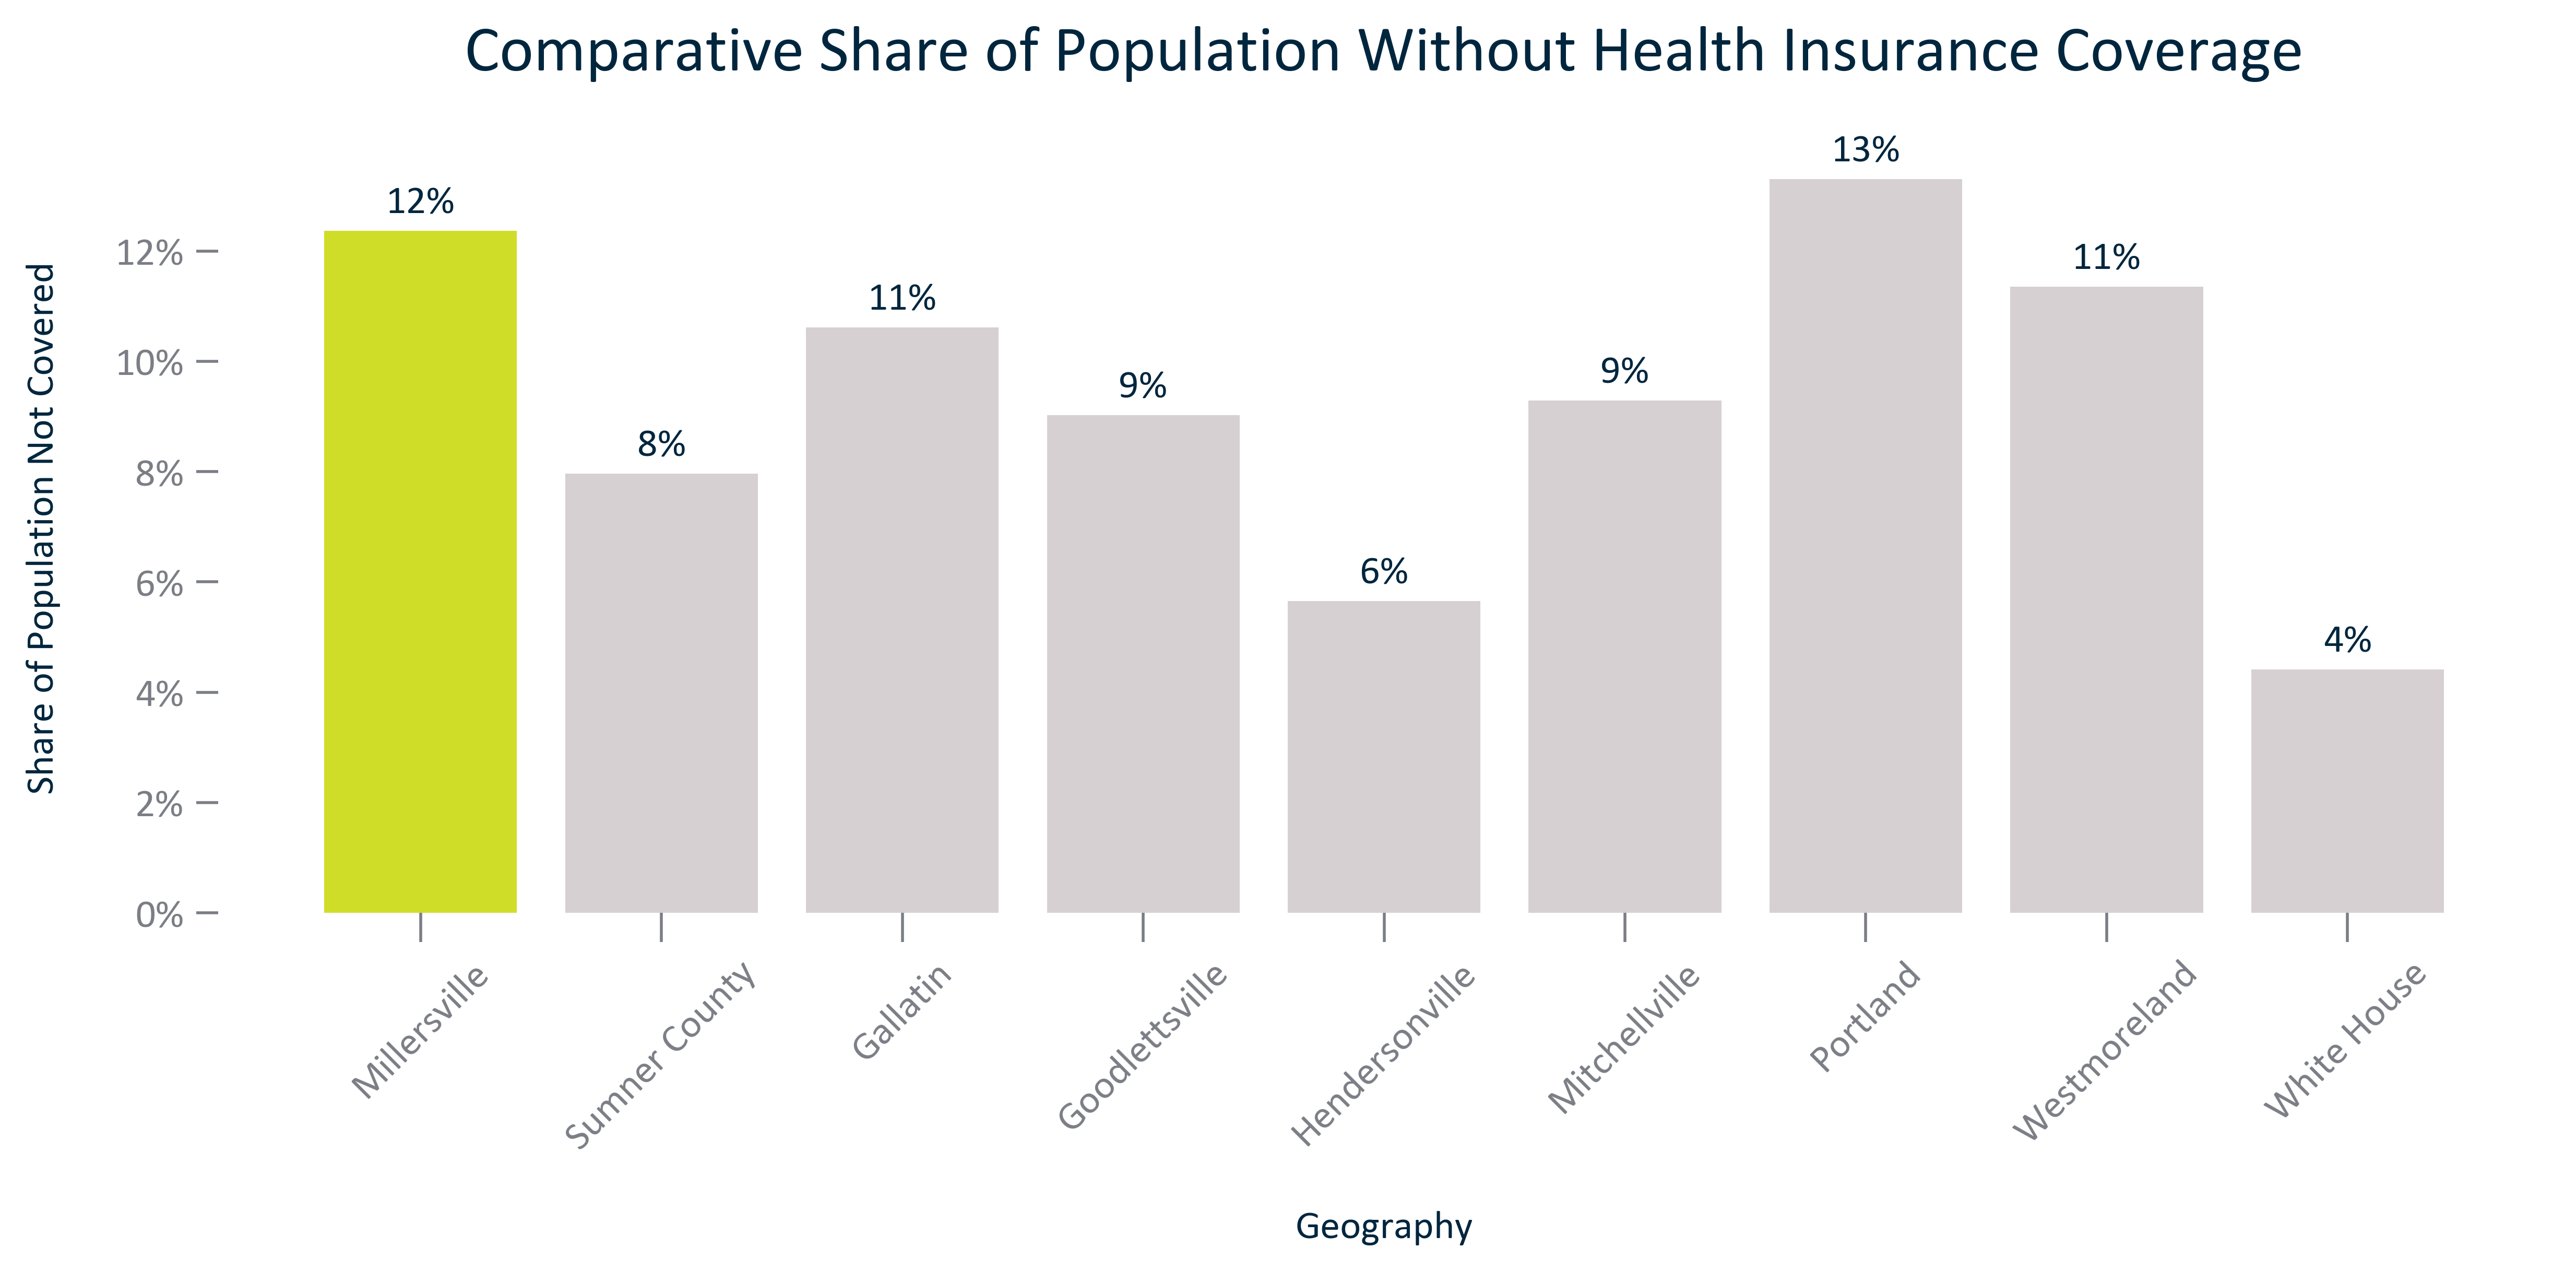 Comparative Share of Population Without Health Insurance Coverage
Share of Population Not Covered
12%
10%
8%
6%
4%
2%
0%
12%
8%
11%
9%
6%
9%
13%
11%
4%
Millersville
Sumner County
Gallatin
Goodlettsville
Hendersonville
Mitchellville
Portland
Westmoreland
White House
Geography